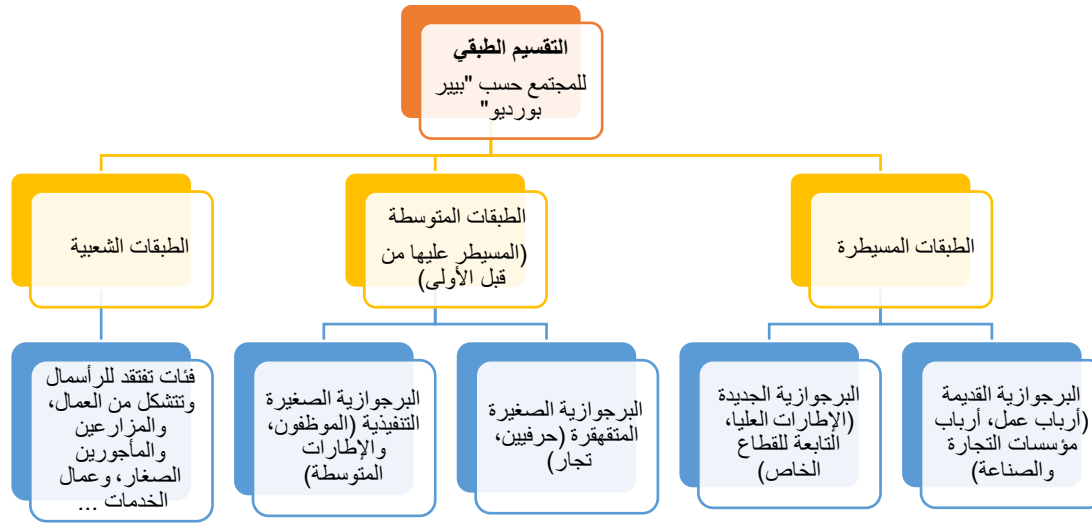 التقسيم الطبقي
للمجتمع حسب "بيير
بورديو"
الطبقات المسيطرة
الطبقات المتوسطة
(المسيطر عليها من
قبل الأولى)
الطبقات الشعبية
البرجوازية القديمة
(أرباب عمل، أرباب
مؤسسات التجارة
والصناعة)
البرجوازية الجديدة
(الإطارات العليا،
التابعة للقطاع
الخاص)
البرجوازية الصغيرة
المتقهقرة (حرفيين،
تجار)
البرجوازية الصغيرة
التنفيذية (الموظفون،
والإطارات
المتوسطة)
فئات تفتقد للرأسمال
وتتشكل من العمال،
والمزارعين
والمأجورين
الصغار، وعمال
الخدمات ...